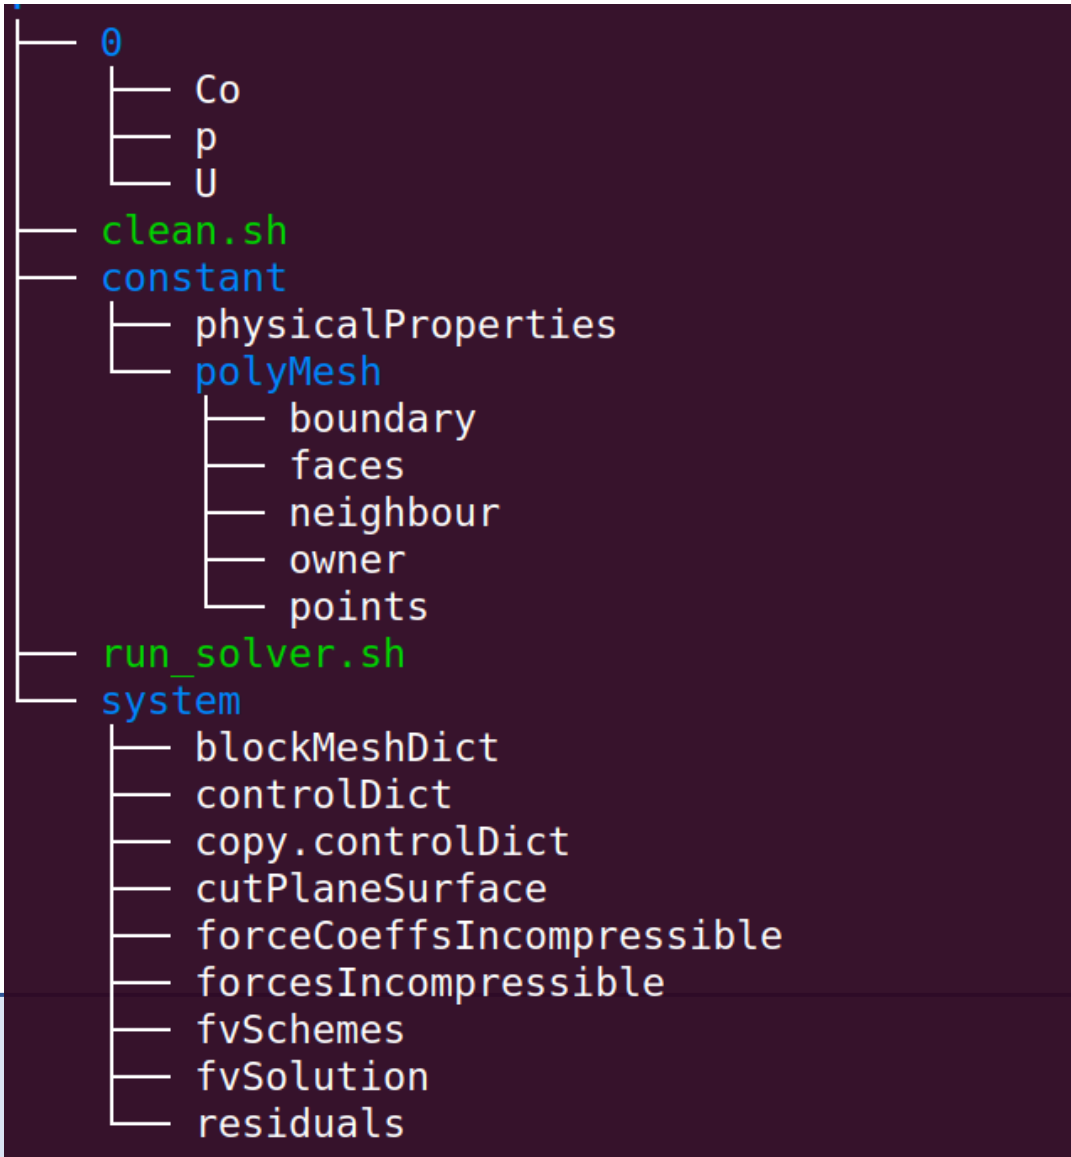 0
Co
p
U
clean.sh
constant
physicalProperties
polyMesh
boundary
faces
neighbour
owner
points
run_solver.sh
system
blockMeshDict
controlDict
copy.controlDict
cutPlaneSurface
forceCoeffsIncompressible
forcesIncompressible
fvSchemes
fvSolution
residuals